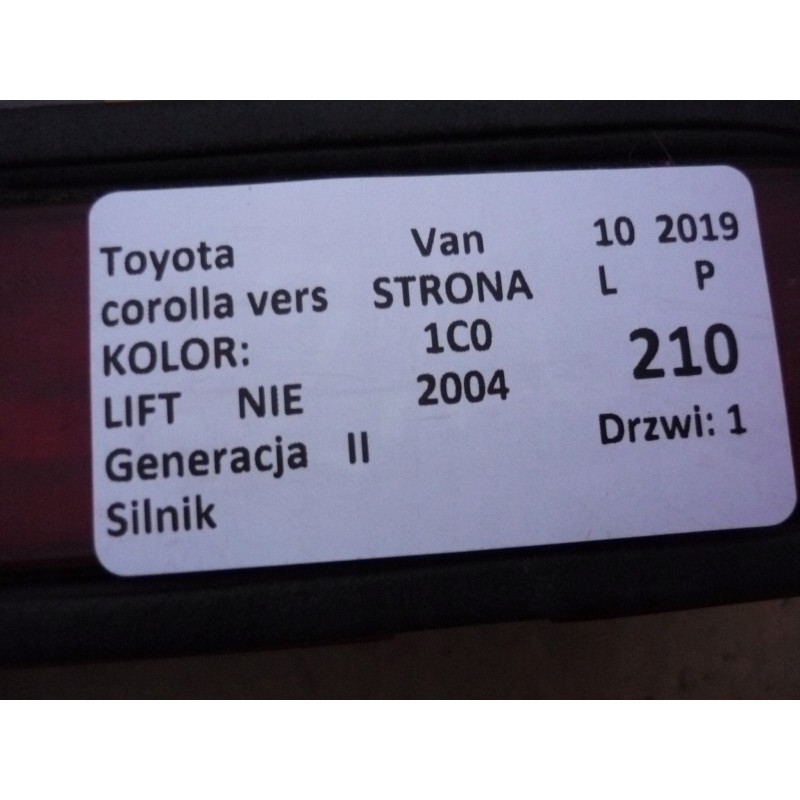 Toyota Van 10 2019
corolla vers STRONA L P
KOLOR: 1C0 210
LIFT NIE 2004
Generacja II Drzwi: 1
Silnik